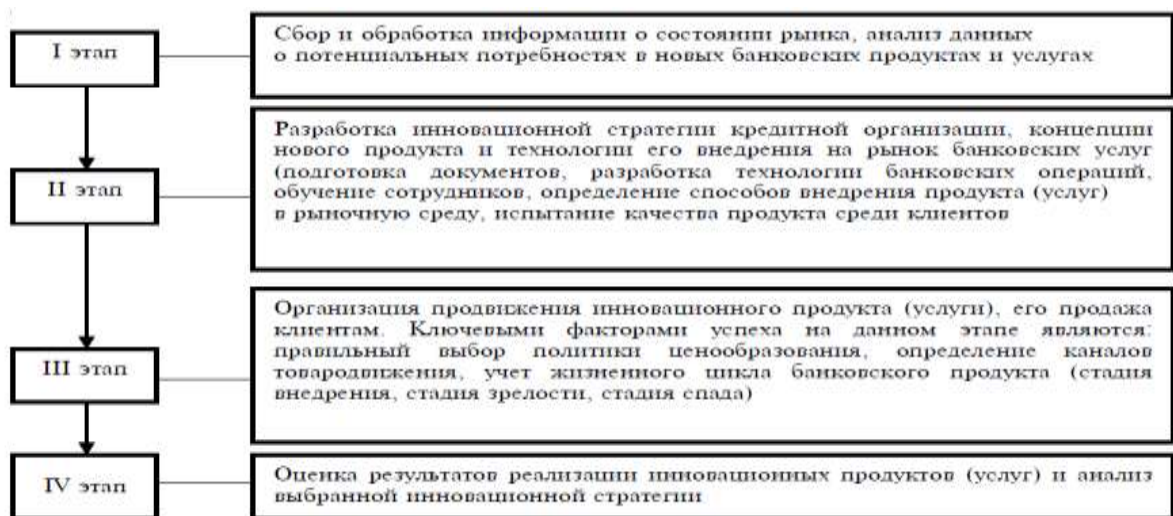 I этап
Сбор и обработка информации о состоянии рынка, анализ данных
о потенциальных потребностях в новых банковских продуктах и услугах
II этап
Разработка инновационной стратегии кредитной организации, концепции
нового продукта и технологии его внедрения на рынок банковских услуг
(подготовка документов, разработка технологии банковских операций,
обучение сотрудников, определение способов внедрения продукта (услуг)
в рыночную среду, испытание качества продукта среди клиентов
III этап
Организация продвижения инновационного продукта (услуги), его продажа
клиентам. Ключевыми факторами успеха на данном этапе являются:
правильный выбор политики ценообразования, определение каналов
товародвижения, учет жизненного цикла банковского продукта (стадия
внедрения, стадия зрелости, стадия спада)
IV этап
Оценка результатов реализации инновационных продуктов (услуг) и анализ
выбранной инновационной стратегии